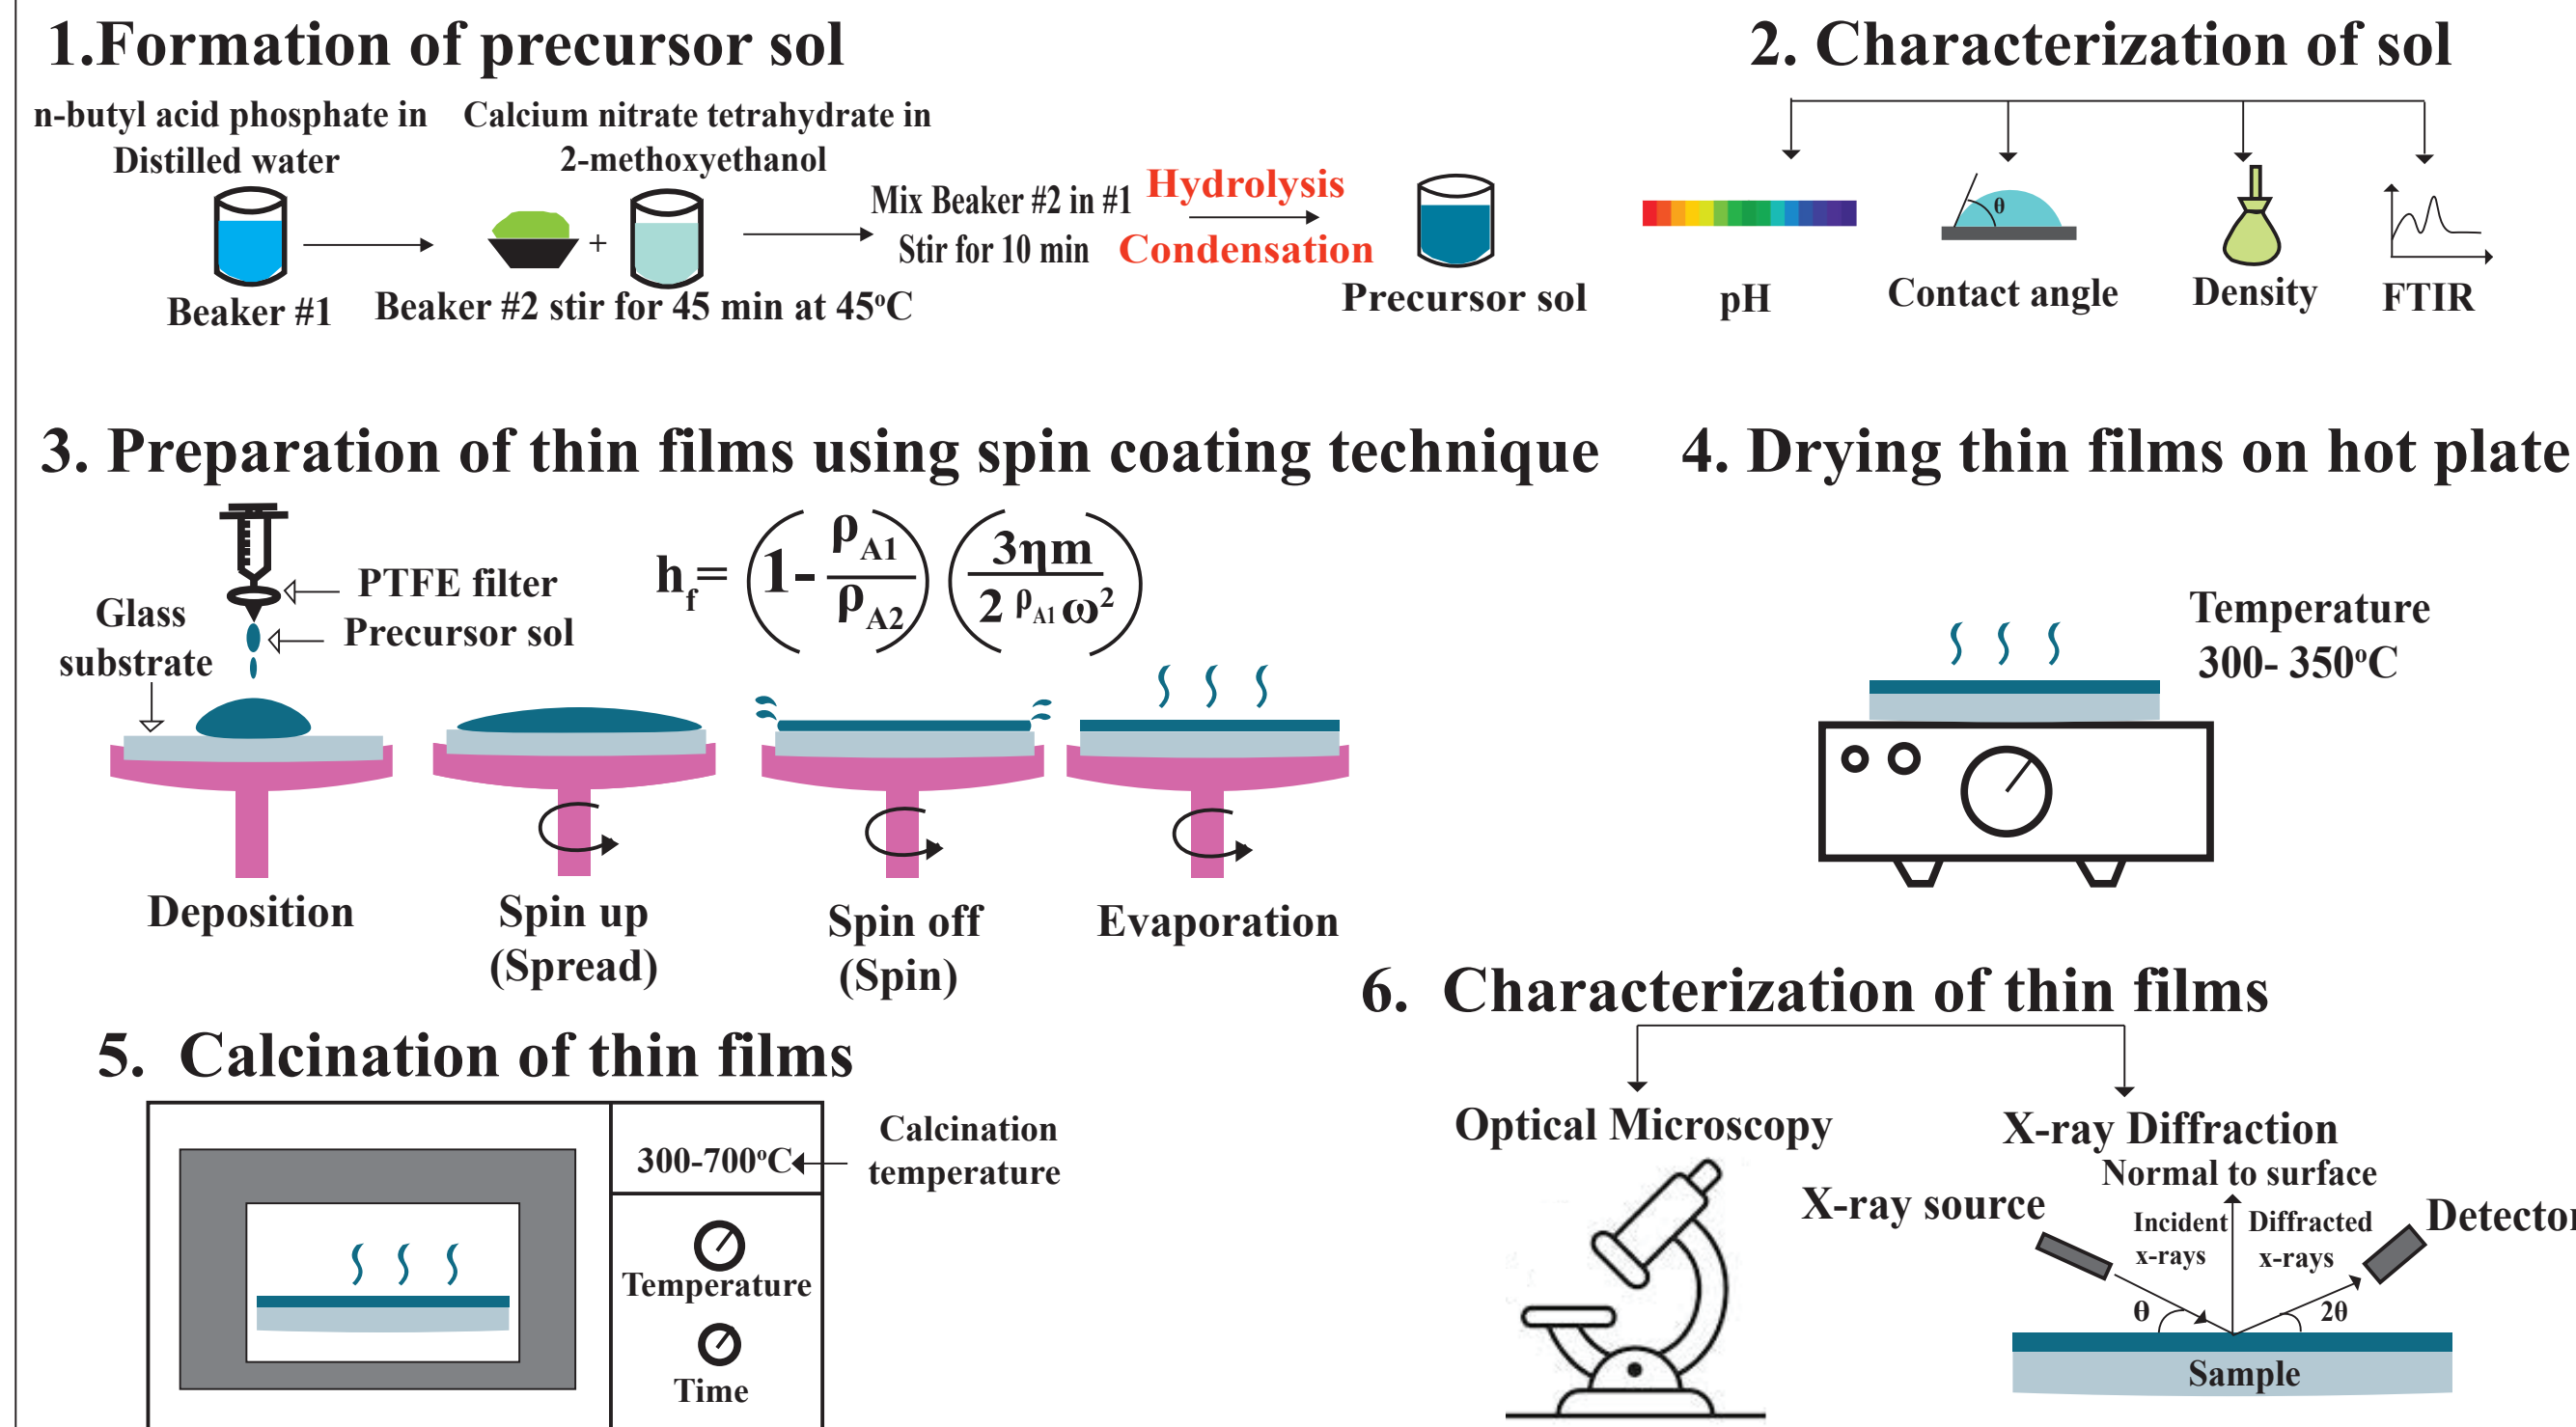 1.Formation of precursor sol
n-butyl acid phosphate in
Distilled water
Beaker #1
Calcium nitrate tetrahydrate in
2-methoxyethanol
+
Beaker #2 stir for 45 min at 45ºC
Mix Beaker #2 in #1
Stir for 10 min
Hydrolysis
Condensation
Precursor sol
2. Characterization of sol
pH
θ
Contact angle
Density
FTIR
3. Preparation of thin films using spin coating technique
PTFE filter
Precursor sol
Glass
substrate
h_f= (1- ρ_A1/ρ_A2) (3ηm/2 ρ_A1 ω²)
Deposition
Spin up
(Spread)
Spin off
(Spin)
Evaporation
4. Drying thin films on hot plate
Temperature
300- 350ºC
5. Calcination of thin films
300-700ºC
Calcination
temperature
Temperature
Time
6. Characterization of thin films
Optical Microscopy
X-ray Diffraction
Normal to surface
X-ray source
Incident
x-rays
Diffracted
x-rays
Detector
θ
2θ
Sample